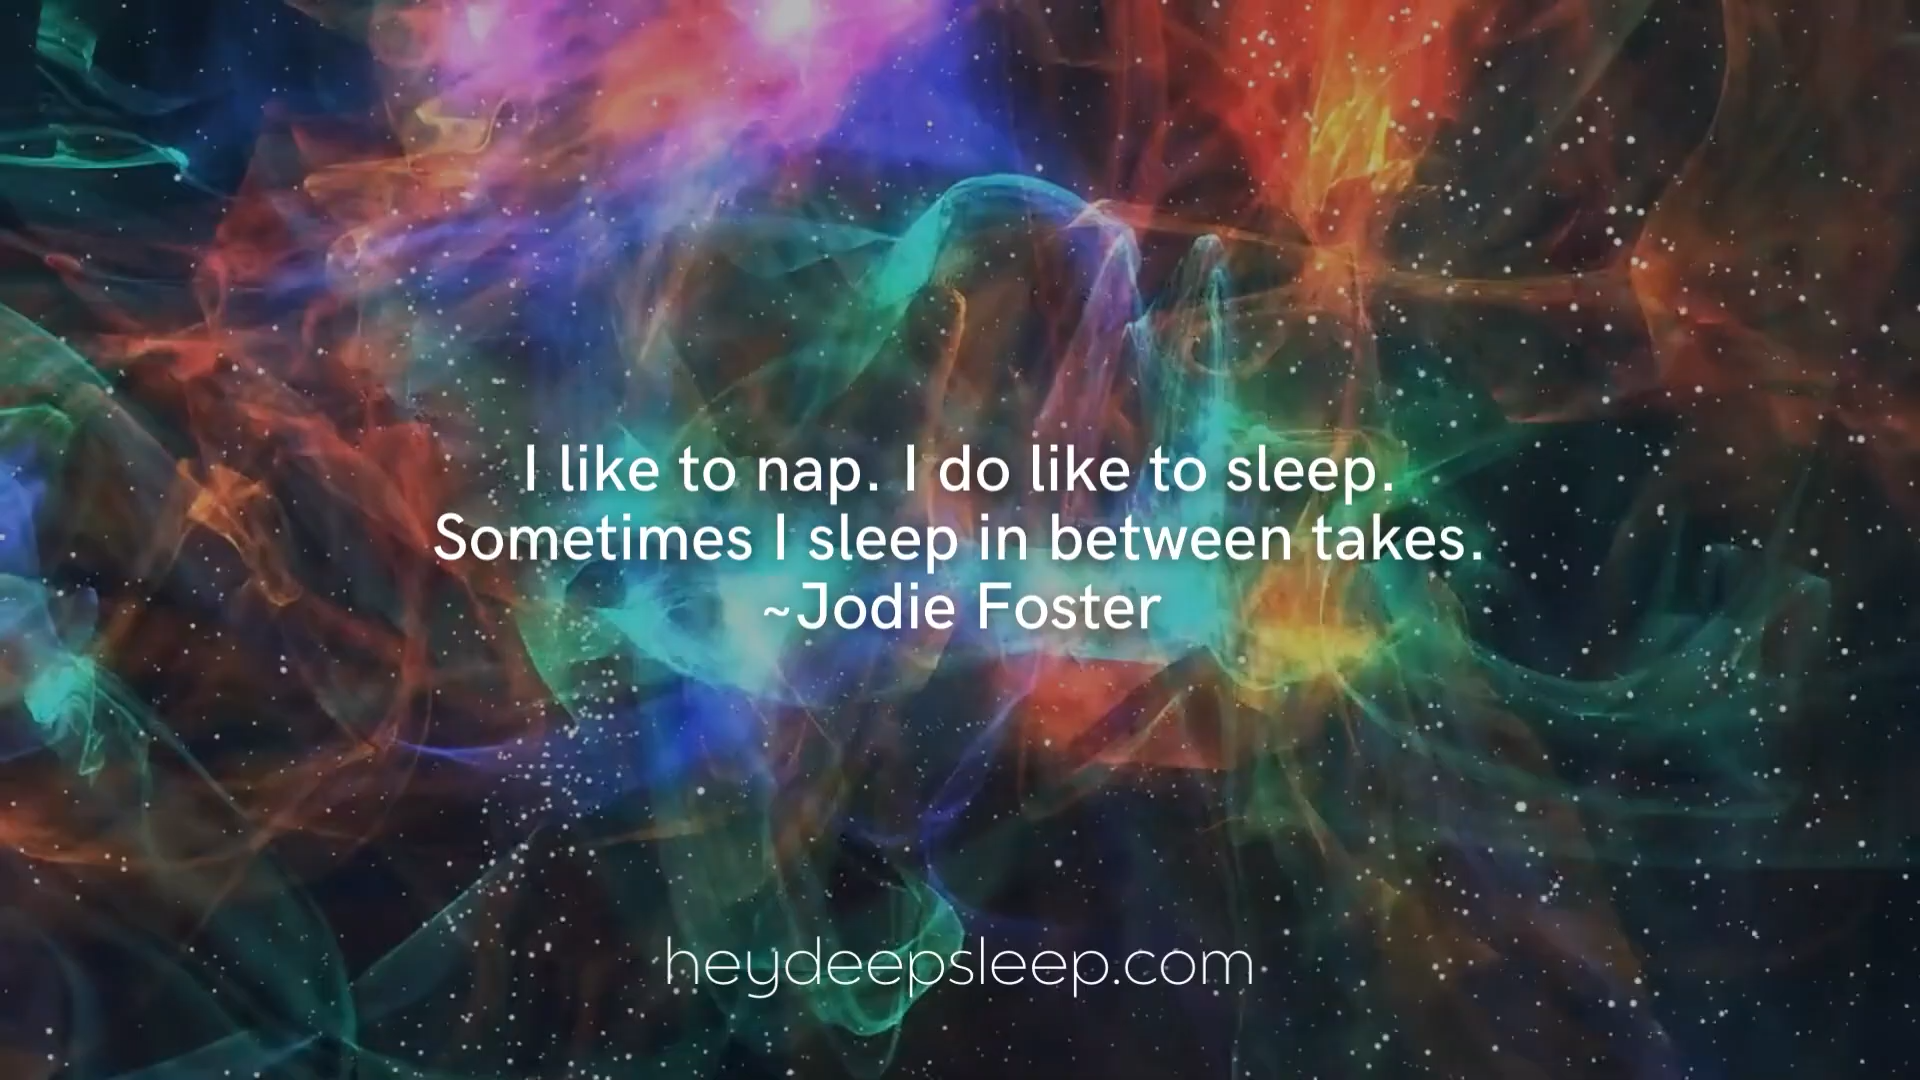 I like to nap. I do like to sleep.
Sometimes I sleep in between takes.
~Jodie Foster
heydeepsleep.com